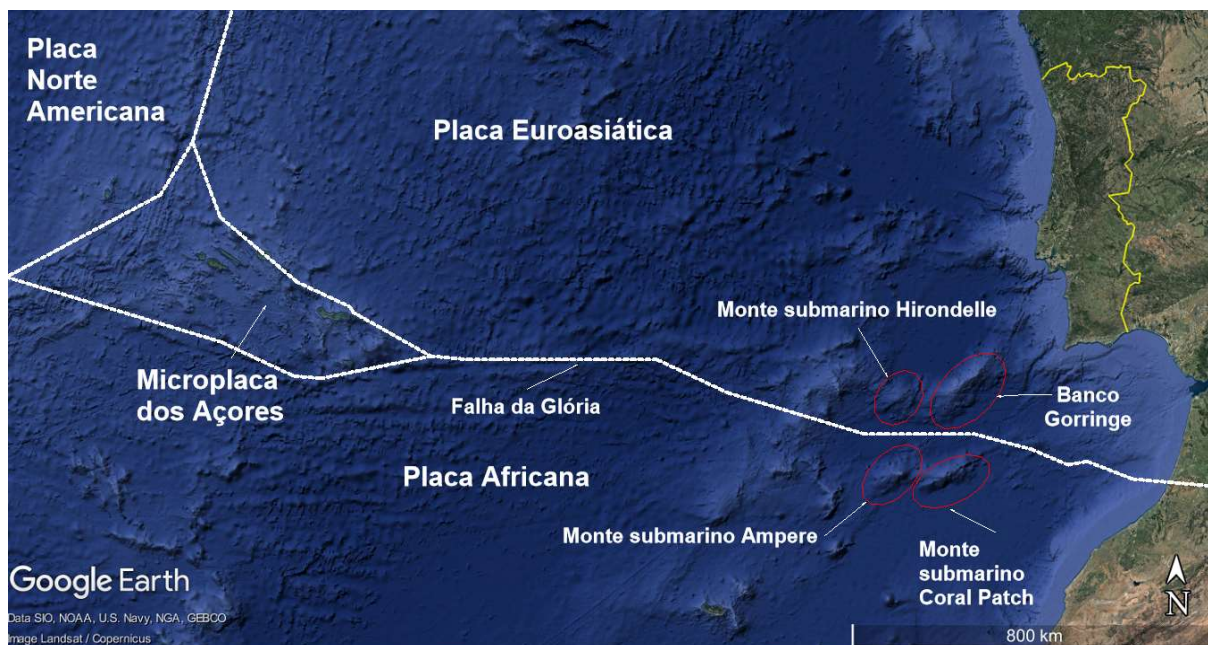 Placa
Norte
Americana
Placa Euroasiática
Monte submarino Hirondelle
Microplaca
dos Açores
Falha da Glória
Banco
Gorringe
Placa Africana
Monte submarino Ampere
Monte
submarino
Coral Patch
Google Earth
Data SIO, NOAA, U.S. Navy, NGA, GEBCO
Image Landsat / Copernicus
N
800 km